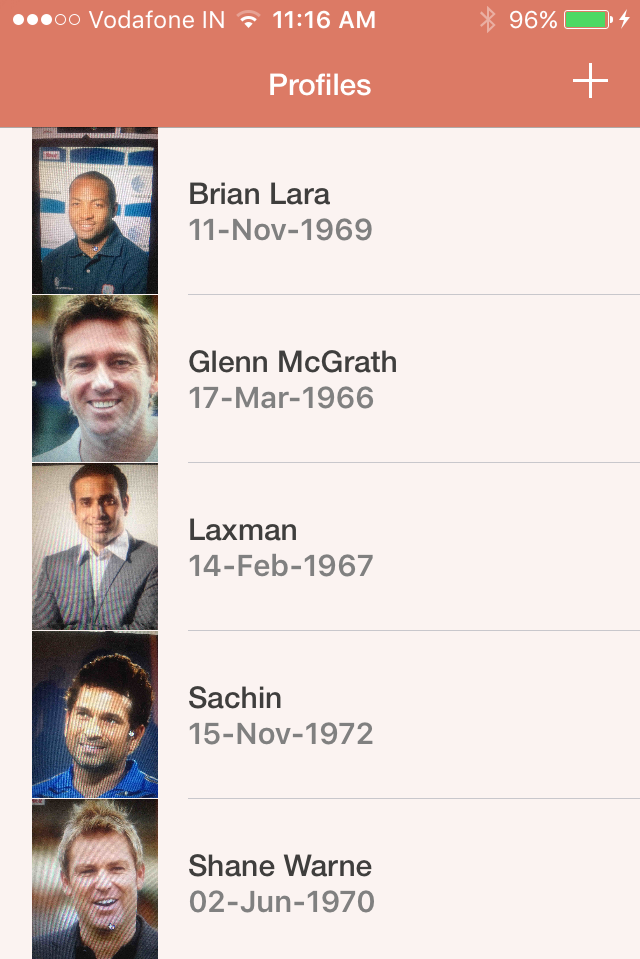 Vodafone IN 11:16 AM 96%
Profiles
Brian Lara
11-Nov-1969
Glenn McGrath
17-Mar-1966
Laxman
14-Feb-1967
Sachin
15-Nov-1972
Shane Warne
02-Jun-1970